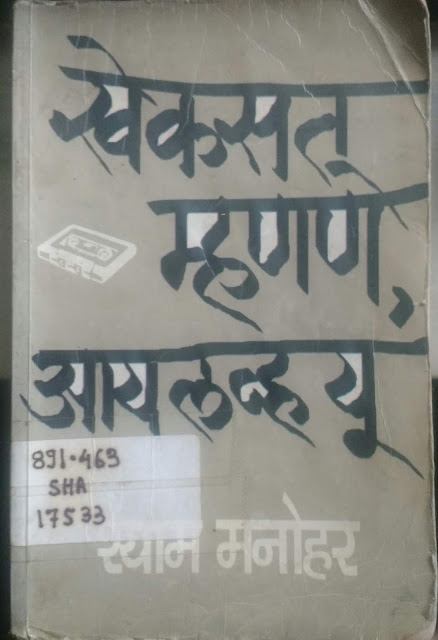 खेकसत
म्हणणे,
आय लव्ह यू
891.463
SHA
17533
श्याम मनोहर